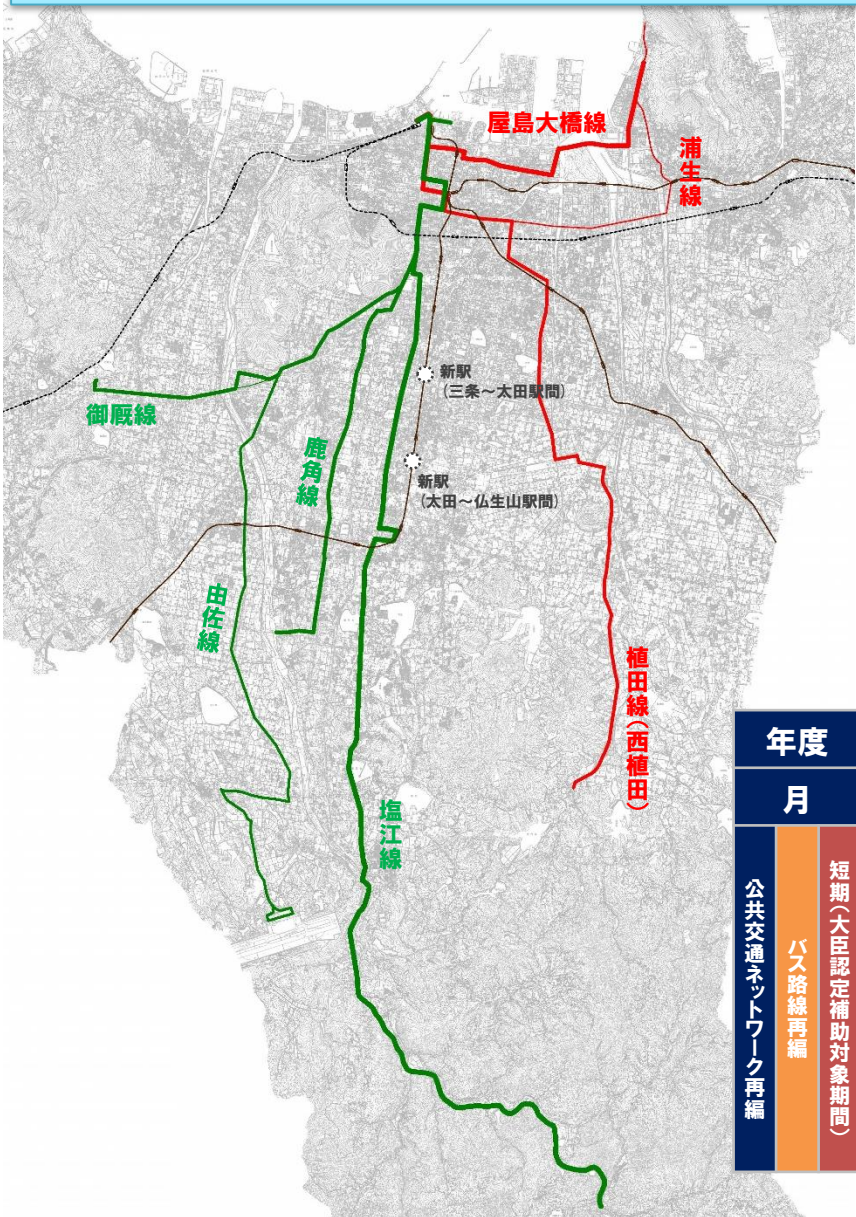 屋島大橋線
浦生線
新駅
(三条～太田駅間)
御厩線
鹿角線
新駅
(太田～仏生山駅間)
由佐線
植田線(西植田)
塩江線
年度
月
公共交通ネットワーク再編
バス路線再編
短期(大臣認定補助対象期間)